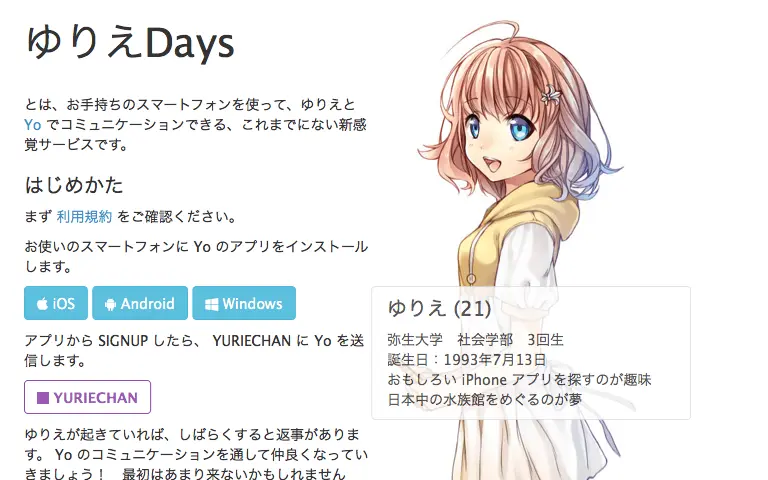 ゆりえDays
とは、お手持ちのスマートフォンを使って、ゆりえと
Yo でコミュニケーションできる、これまでにない新感
覚サービスです。
はじめかた
まず 利用規約 をご確認ください。
お使いのスマートフォンに Yo のアプリをインストール
します。
iOS Android Windows
アプリから SIGNUP したら、 YURIECHAN に Yo を送
信します。
YURIECHAN
ゆりえが起きていれば、しばらくすると返事がありま
す。 Yo のコミュニケーションを通して仲良くなってい
きましょう！　最初はあまり来ないかもしれません
ゆりえ (21)
弥生大学　社会学部　3回生
誕生日：1993年7月13日
おもしろい iPhone アプリを探すのが趣味
日本中の水族館をめぐるのが夢